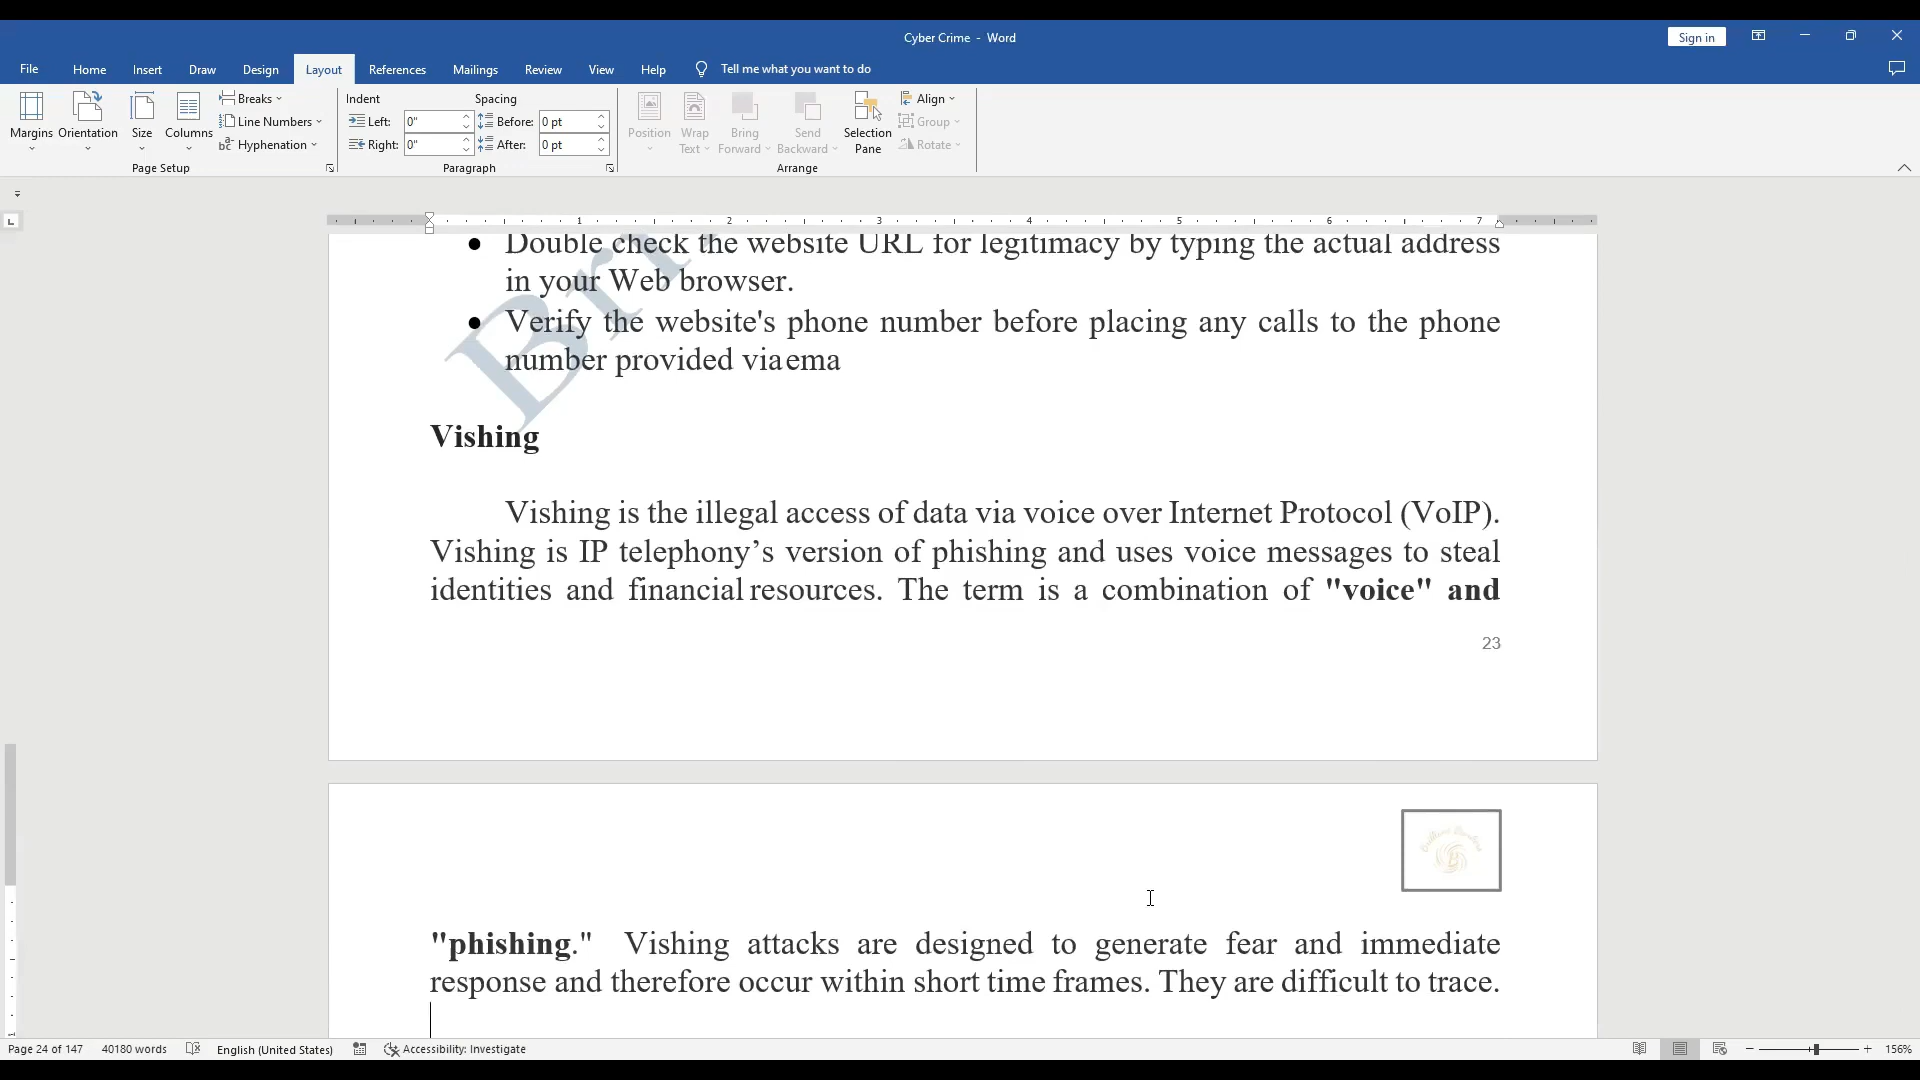 Cyber Crime - Word
Sign in
File Home Insert Draw Design Layout References Mailings Review View Help Tell me what you want to do
Margins Orientation Size Columns
Breaks
Line Numbers
Hyphenation
Page Setup
Indent Spacing
Left: 0" Before: 0 pt
Right: 0" After: 0 pt
Paragraph
Position Wrap Text Bring Forward Send Backward Selection Pane
Align
Group
Rotate
Arrange
1 2 3 4 5 6 7
Double check the website URL for legitimacy by typing the actual address
in your Web browser.
Verify the website's phone number before placing any calls to the phone
number provided via ema
Vishing
Vishing is the illegal access of data via voice over Internet Protocol (VoIP).
Vishing is IP telephony’s version of phishing and uses voice messages to steal
identities and financial resources. The term is a combination of "voice" and
23
"phishing." Vishing attacks are designed to generate fear and immediate
response and therefore occur within short time frames. They are difficult to trace.
Page 24 of 147 40180 words English (United States) Accessibility: Investigate 156%